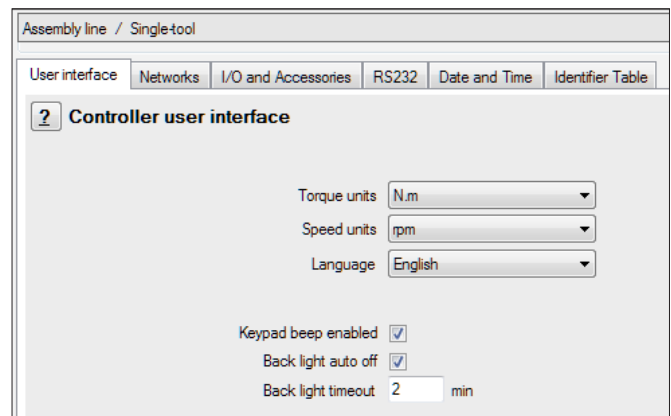 Assembly line / Single-tool
User interface Networks I/O and Accessories RS232 Date and Time Identifier Table
? Controller user interface
Torque units N.m
Speed units rpm
Language English
Keypad beep enabled
Back light auto off
Back light timeout 2 min